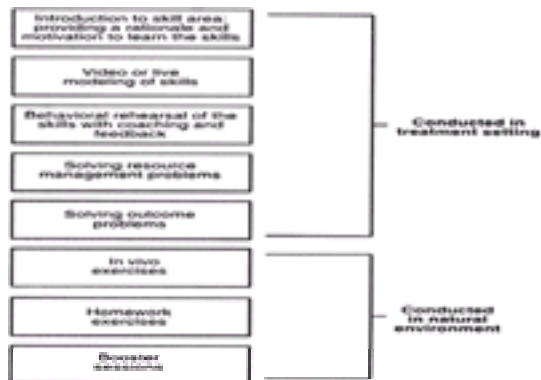 Introduction to skill area;
providing a rationale and
motivation to learn the skills
Video or live
modeling of skills
Behavioral rehearsal of the
skills with coaching and
feedback
Solving resource
management problems
Solving outcome
problems
In vivo
exercises
Homework
exercises
Booster
sessions
Conducted in
treatment setting
Conducted
in natural
environment